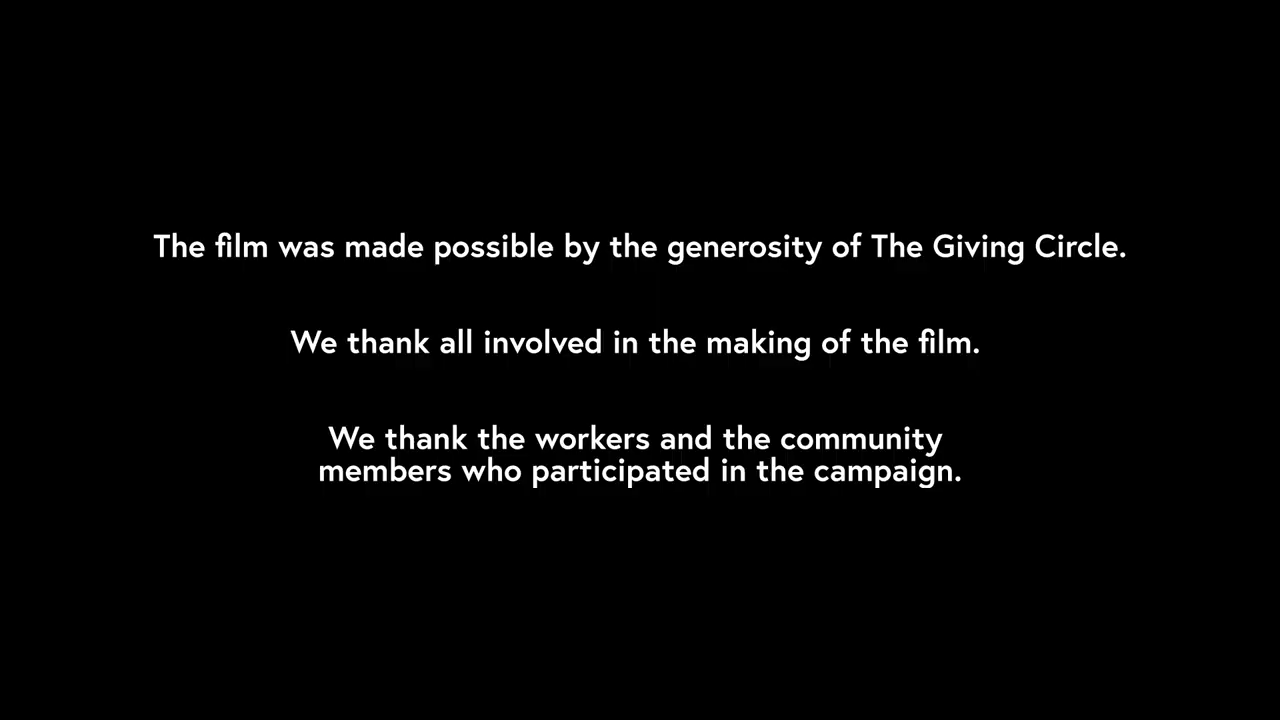 The film was made possible by the generosity of The Giving Circle.
We thank all involved in the making of the film.
We thank the workers and the community
members who participated in the campaign.